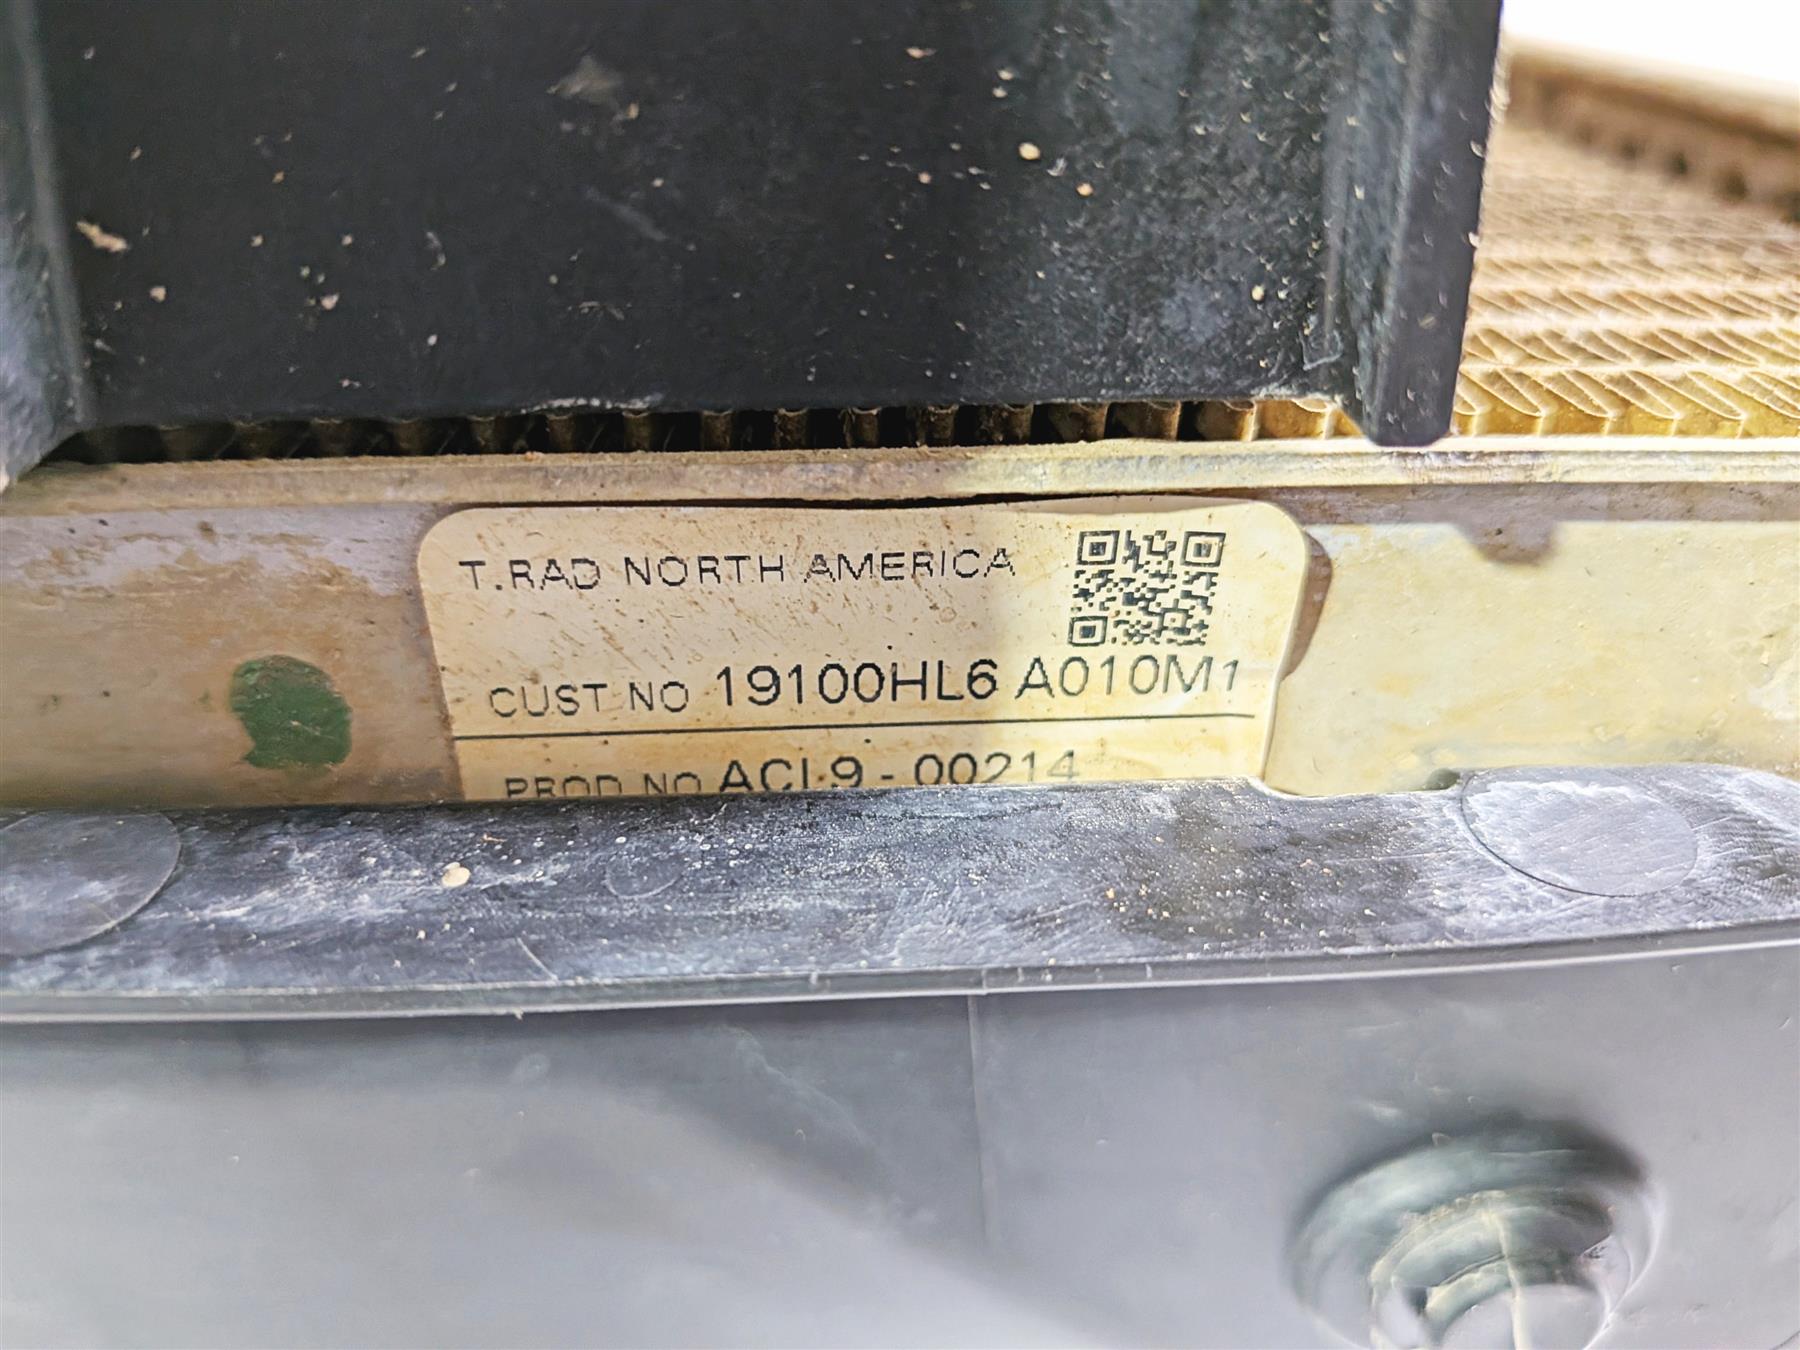 T.RAD NORTH AMERICA
CUST NO 19100HL6 A010M1
PROD NO ACL9-00214